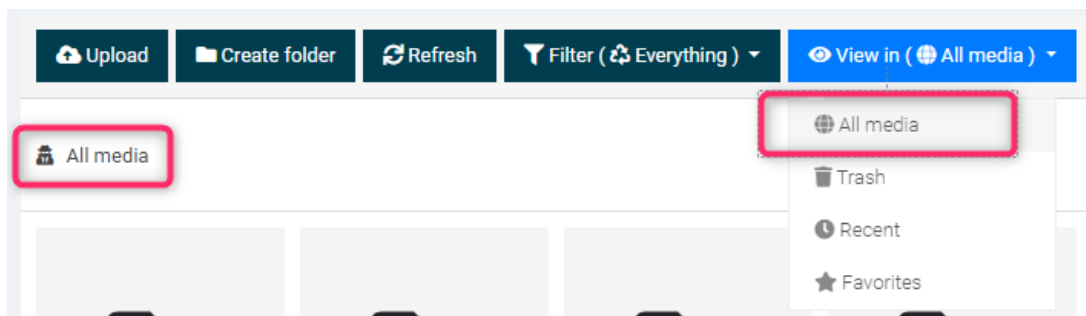 Upload Create folder Refresh Filter ( Everything ) View in ( All media )
All media
All media
Trash
Recent
Favorites